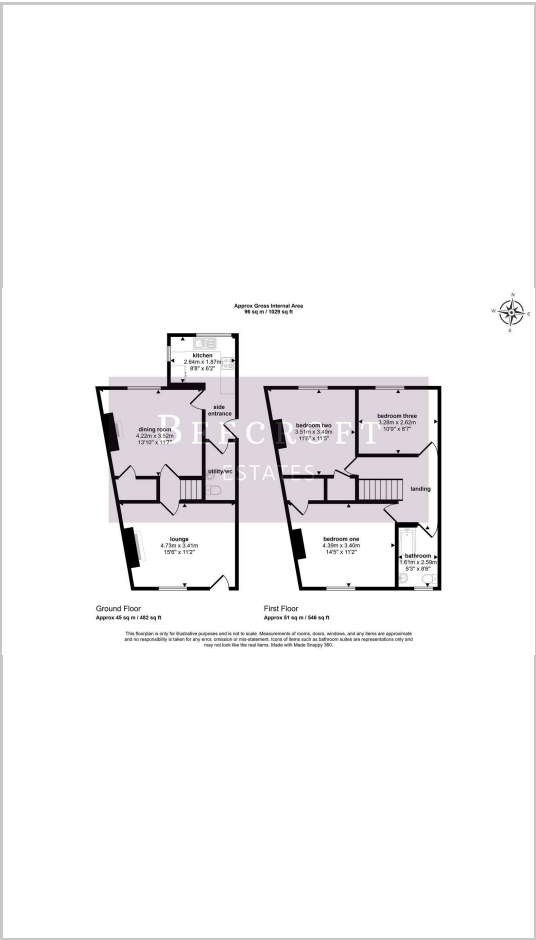 Approx Gross Internal Area
96 sq m / 1029 sq ft
N
W
E
S
kitchen
2.64m x 1.87m
8'8" x 6'2"
side
entrance
dining room
4.22m x 3.52m
13'10" x 11'7"
utility/wc
lounge
4.73m x 3.41m
15'6" x 11'2"
bedroom two
3.51m x 3.49m
11'6" x 11'5"
bedroom three
3.28m x 2.62m
10'9" x 8'7"
landing
bedroom one
4.39m x 3.40m
14'5" x 11'2"
bathroom
1.61m x 2.59m
5'3" x 8'6"
BEECROFT
ESTATES
Ground Floor
Approx 45 sq m / 482 sq ft
First Floor
Approx 51 sq m / 546 sq ft
This floorplan is only for illustrative purposes and is not to scale. Measurements of rooms, doors, windows, and any items are approximate
and no responsibility is taken for any error, omission or mis-statement. Icons of items such as bathroom suites are representations only and
may not look like the real items. Made with Made Snappy 360.